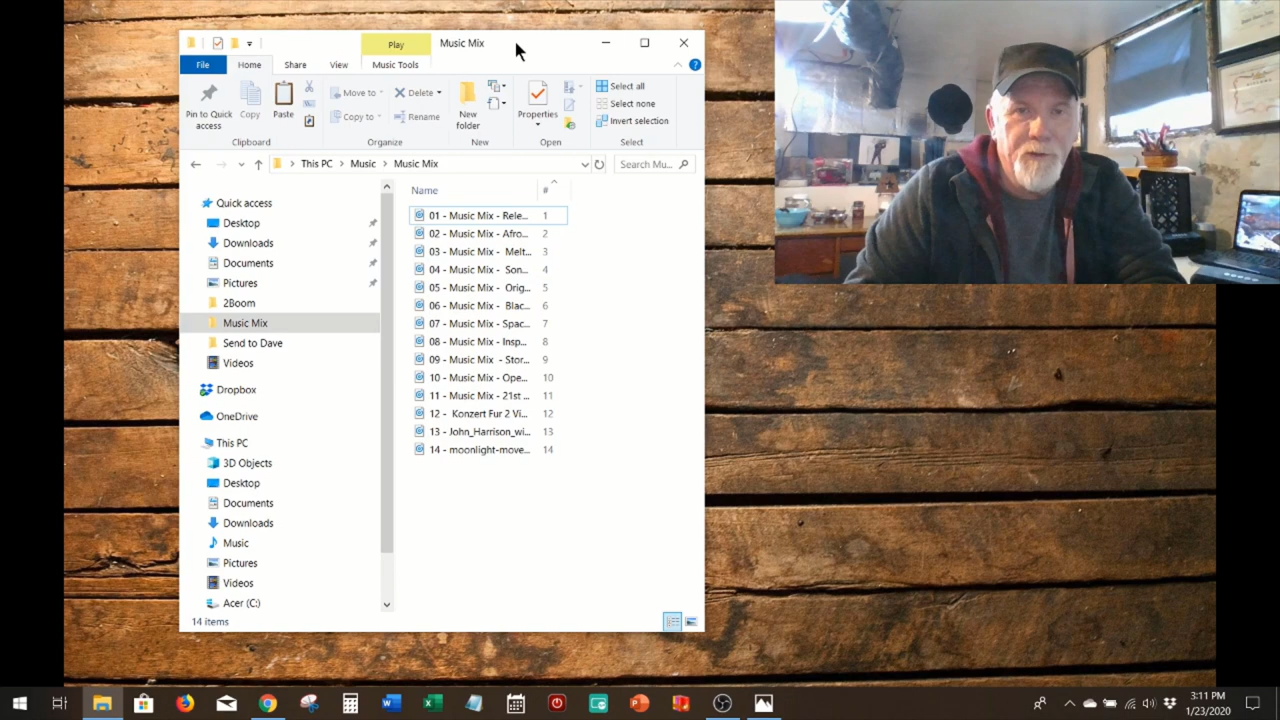 Play
Music Mix
File
Home
Share
View
Music Tools
Pin to Quick access
Copy
Paste
Move to
Copy to
Delete
Rename
New folder
Properties
Select all
Select none
Invert selection
Clipboard
Organize
New
Open
Select
This PC > Music > Music Mix
Search Mu...
Quick access
Desktop
Downloads
Documents
Pictures
2Boom
Music Mix
Send to Dave
Videos
Dropbox
OneDrive
This PC
3D Objects
Desktop
Documents
Downloads
Music
Pictures
Videos
Acer (C:)
Name #
01 - Music Mix - Rele... 1
02 - Music Mix - Afro... 2
03 - Music Mix - Melt... 3
04 - Music Mix - Son... 4
05 - Music Mix - Orig... 5
06 - Music Mix - Blac... 6
07 - Music Mix - Spac... 7
08 - Music Mix - Insp... 8
09 - Music Mix - Stor... 9
10 - Music Mix - Ope... 10
11 - Music Mix - 21st ... 11
12 - Konzert Fur 2 Vi... 12
13 - John_Harrison_wi... 13
14 - moonlight-move... 14
14 items
3:11 PM
1/23/2020